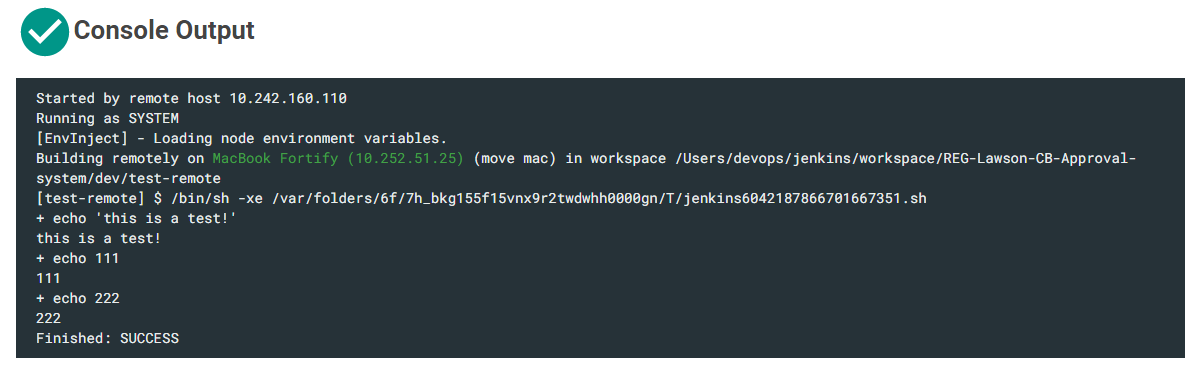 Console Output
Started by remote host 10.242.160.110
Running as SYSTEM
[EnvInject] - Loading node environment variables.
Building remotely on MacBook Fortify (10.252.51.25) (move mac) in workspace /Users/devops/jenkins/workspace/REG-Lawson-CB-Approval-
system/dev/test-remote
[test-remote] $ /bin/sh -xe /var/folders/6f/7h_bkg155f15vnx9r2twdwhh0000gn/T/jenkins6042187866701667351.sh
+ echo 'this is a test!'
this is a test!
+ echo 111
111
+ echo 222
222
Finished: SUCCESS